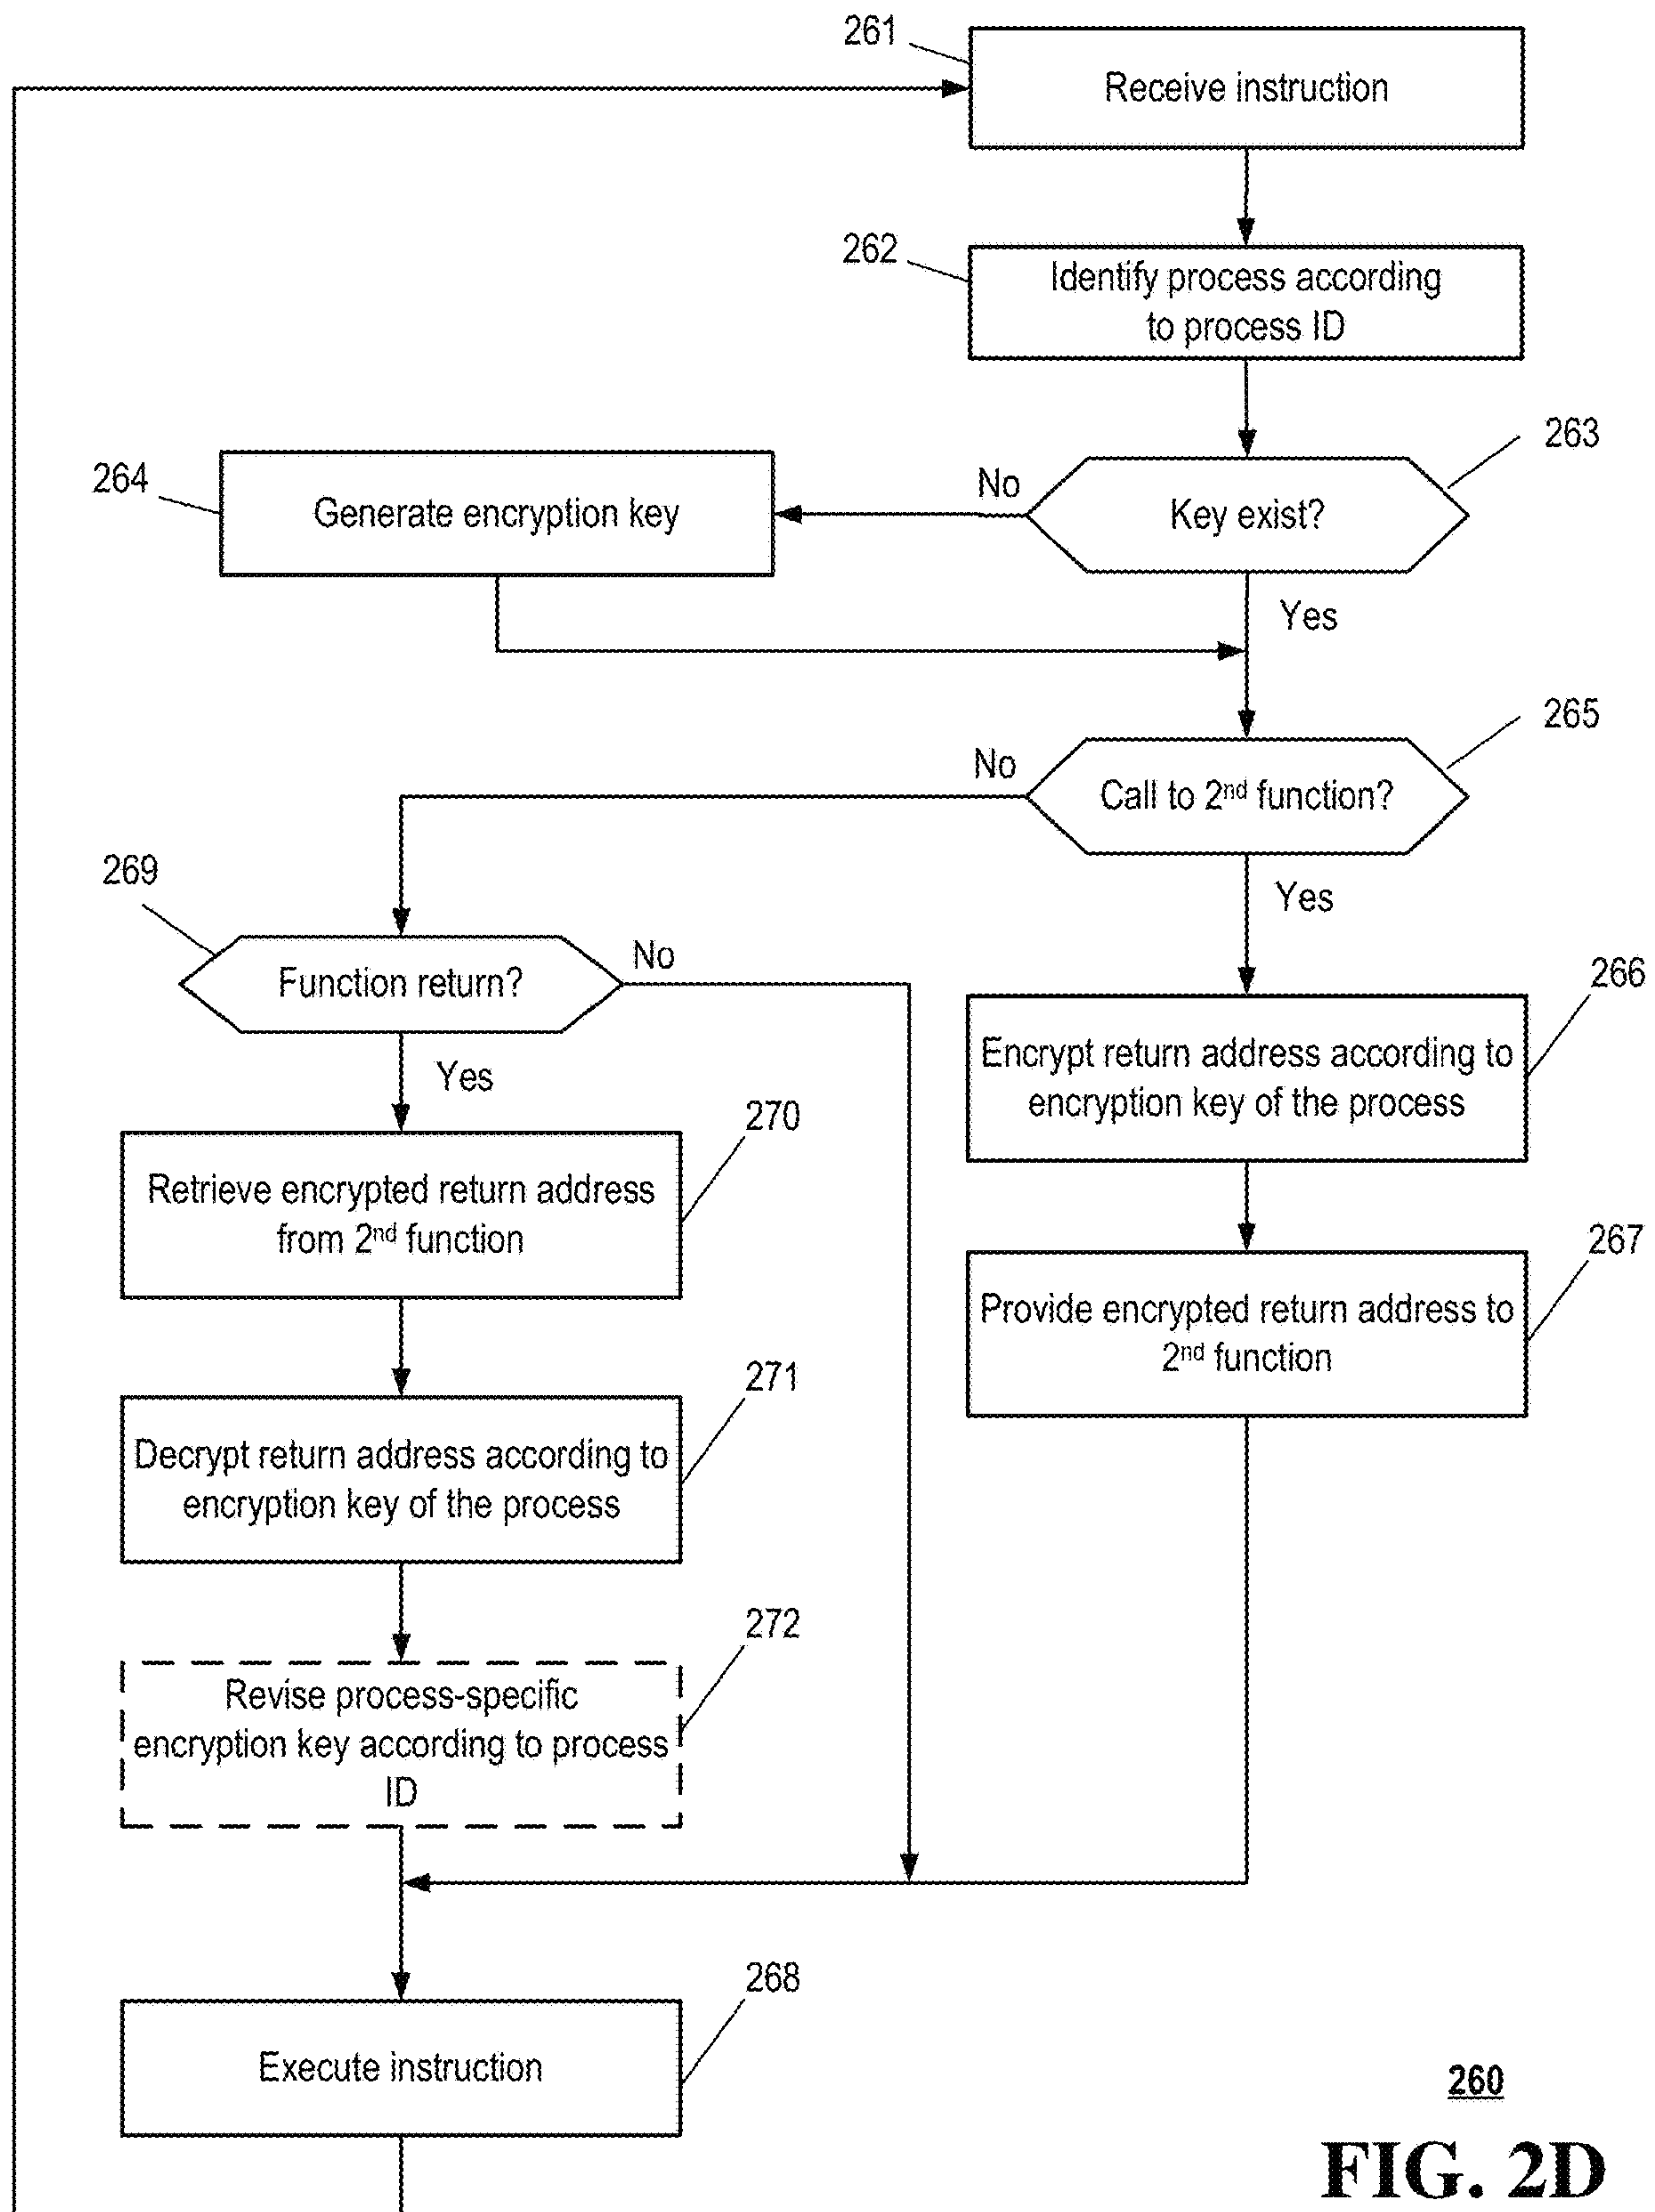 261
Receive instruction
262
Identify process according
to process ID
263
Key exist?
No
264
Generate encryption key
Yes
265
Call to 2nd function?
No
Yes
269
Function return?
No
Yes
266
Encrypt return address according to
encryption key of the process
270
Retrieve encrypted return address
from 2nd function
267
Provide encrypted return address to
2nd function
271
Decrypt return address according to
encryption key of the process
272
Revise process-specific
encryption key according to process
ID
268
Execute instruction
260
FIG. 2D